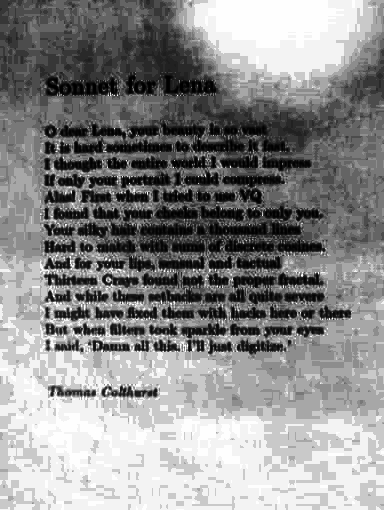 Sonnet for Lena
O dear Lena, your beauty is so vast
It is hard sometimes to describe it fast.
I thought the entire world I would impress
If only your portrait I could compress.
Alas! First when I tried to use VQ
I found that your cheeks belong to only you.
Your silky hair contains a thousand lines
Hard to match with sums of discrete cosines.
And for your lips, sensual and tactual
Thirteen Crays found not the proper fractal.
And while these setbacks are all quite severe
I might have fixed them with hacks here or there
But when filters took sparkle from your eyes
I said, 'Damn all this. I'll just digitize.'
Thomas Colthurst